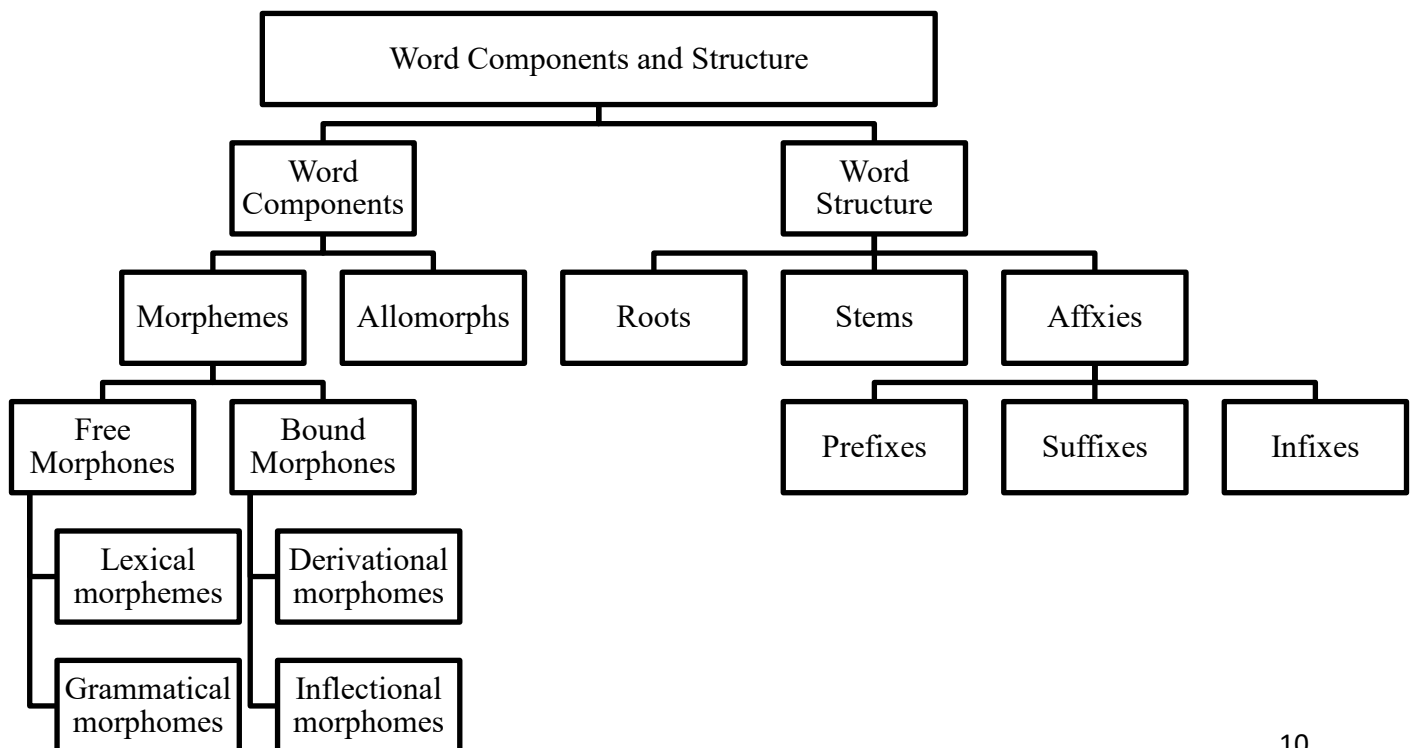 Word Components and Structure
Word
Components
Word
Structure
Morphemes
Allomorphs
Roots
Stems
Affxies
Free
Morphones
Bound
Morphones
Prefixes
Suffixes
Infixes
Lexical
morphemes
Derivational
morphomes
Grammatical
morphomes
Inflectional
morphomes
10